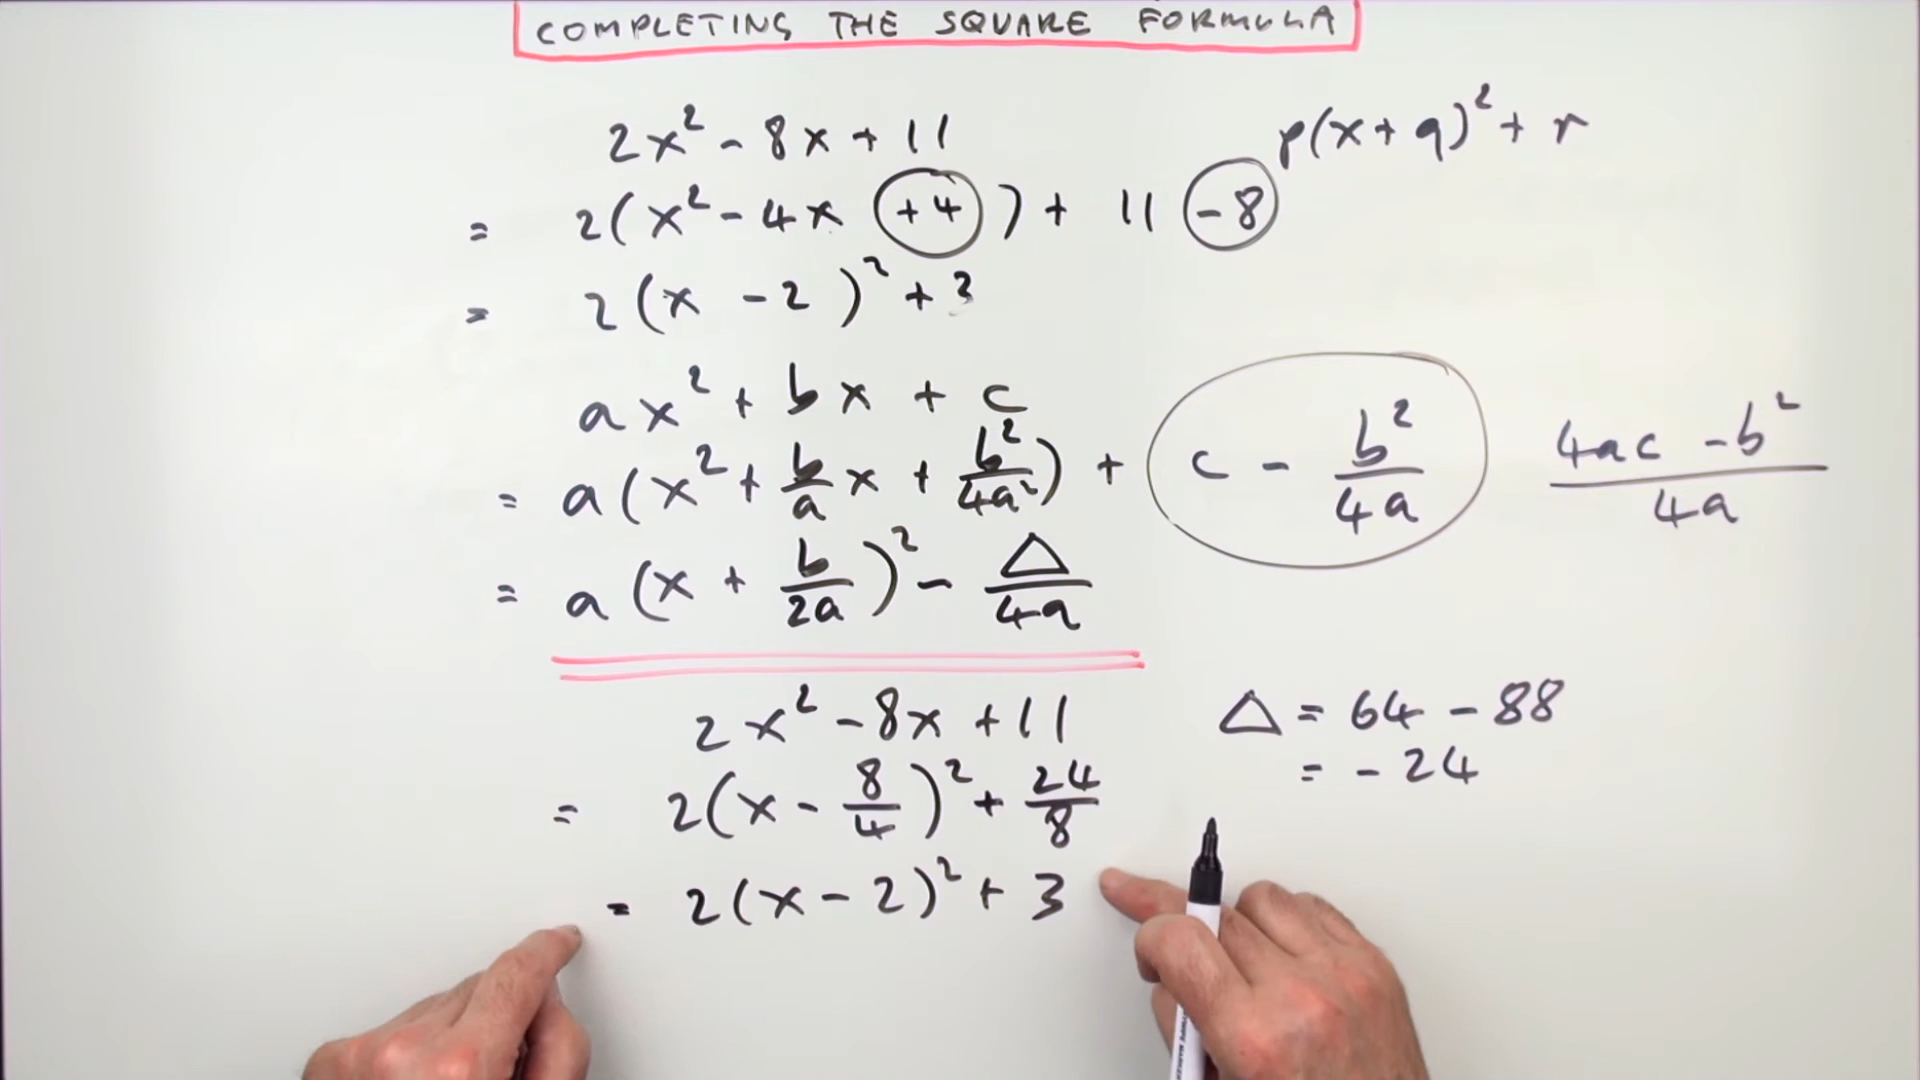 COMPLETING THE SQUARE FORMULA
2x² - 8x + 11
p(x + q)² + r
= 2(x² - 4x +4 ) + 11 -8
= 2(x - 2)² + 3
ax² + bx + c
= a(x² + b/a x + b²/4a²) + c - b²/4a
4ac - b²/4a
= a(x + b/2a)² - △/4a
2x² - 8x + 11
△ = 64 - 88
= - 24
= 2(x - 8/4)² + 24/8
= 2(x - 2)² + 3